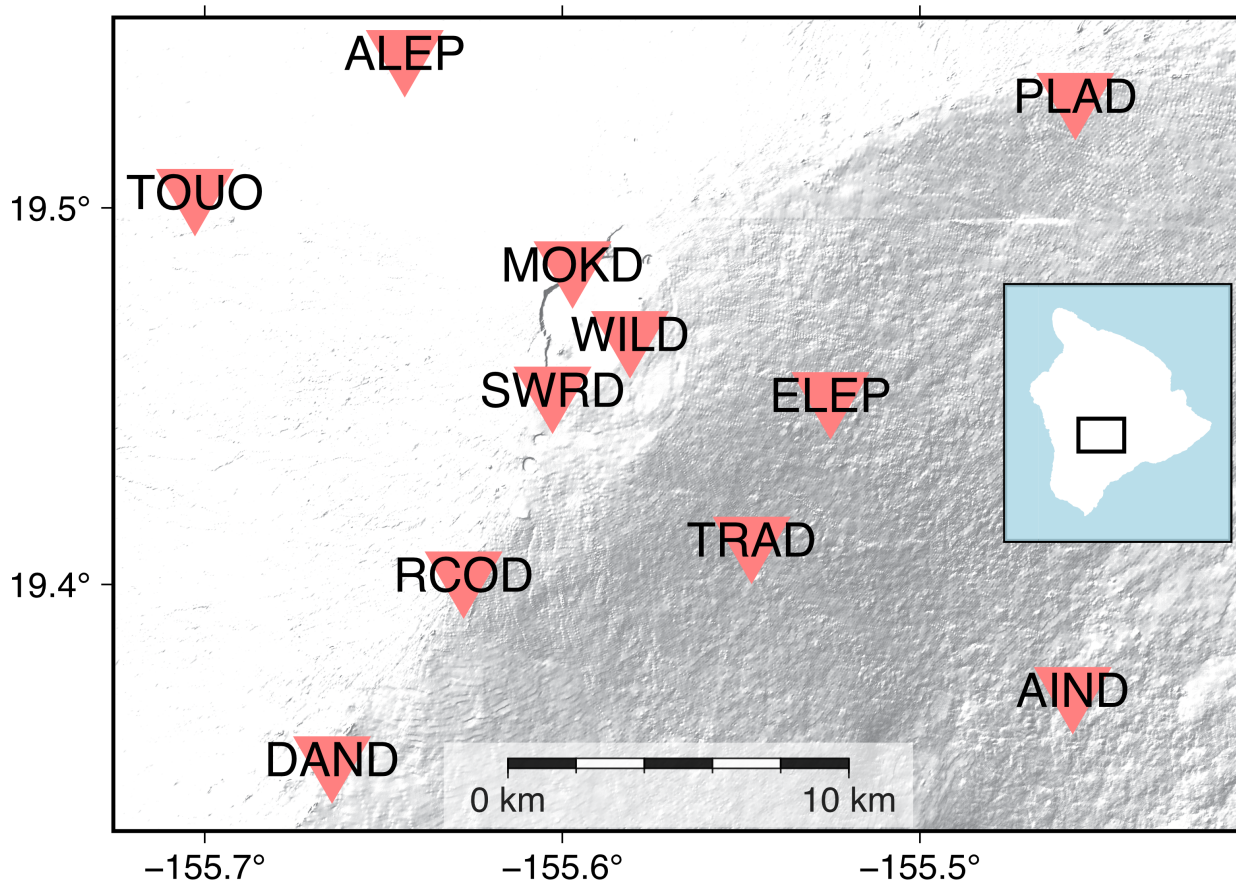 ALEP
PLAD
TOUO
19.5°
MOKD
WILD
SWRD
ELEP
TRAD
RCOD
19.4°
AIND
DAND
0 km
10 km
−155.7°
−155.6°
−155.5°